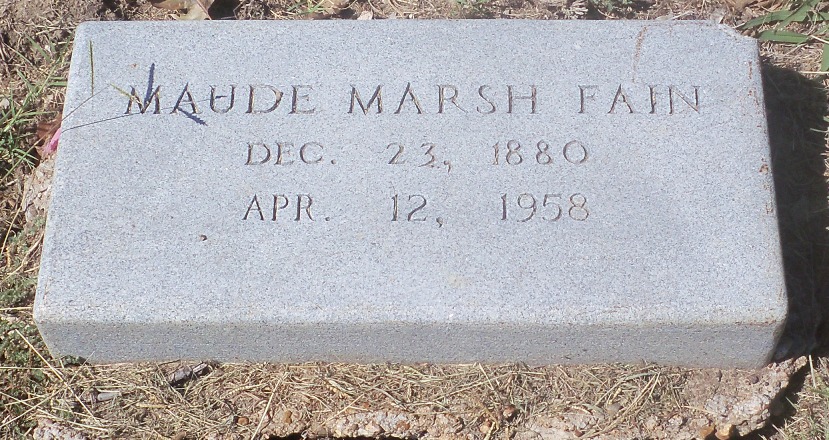 MAUDE MARSH FAIN
DEC. 23, 1880
APR. 12, 1958